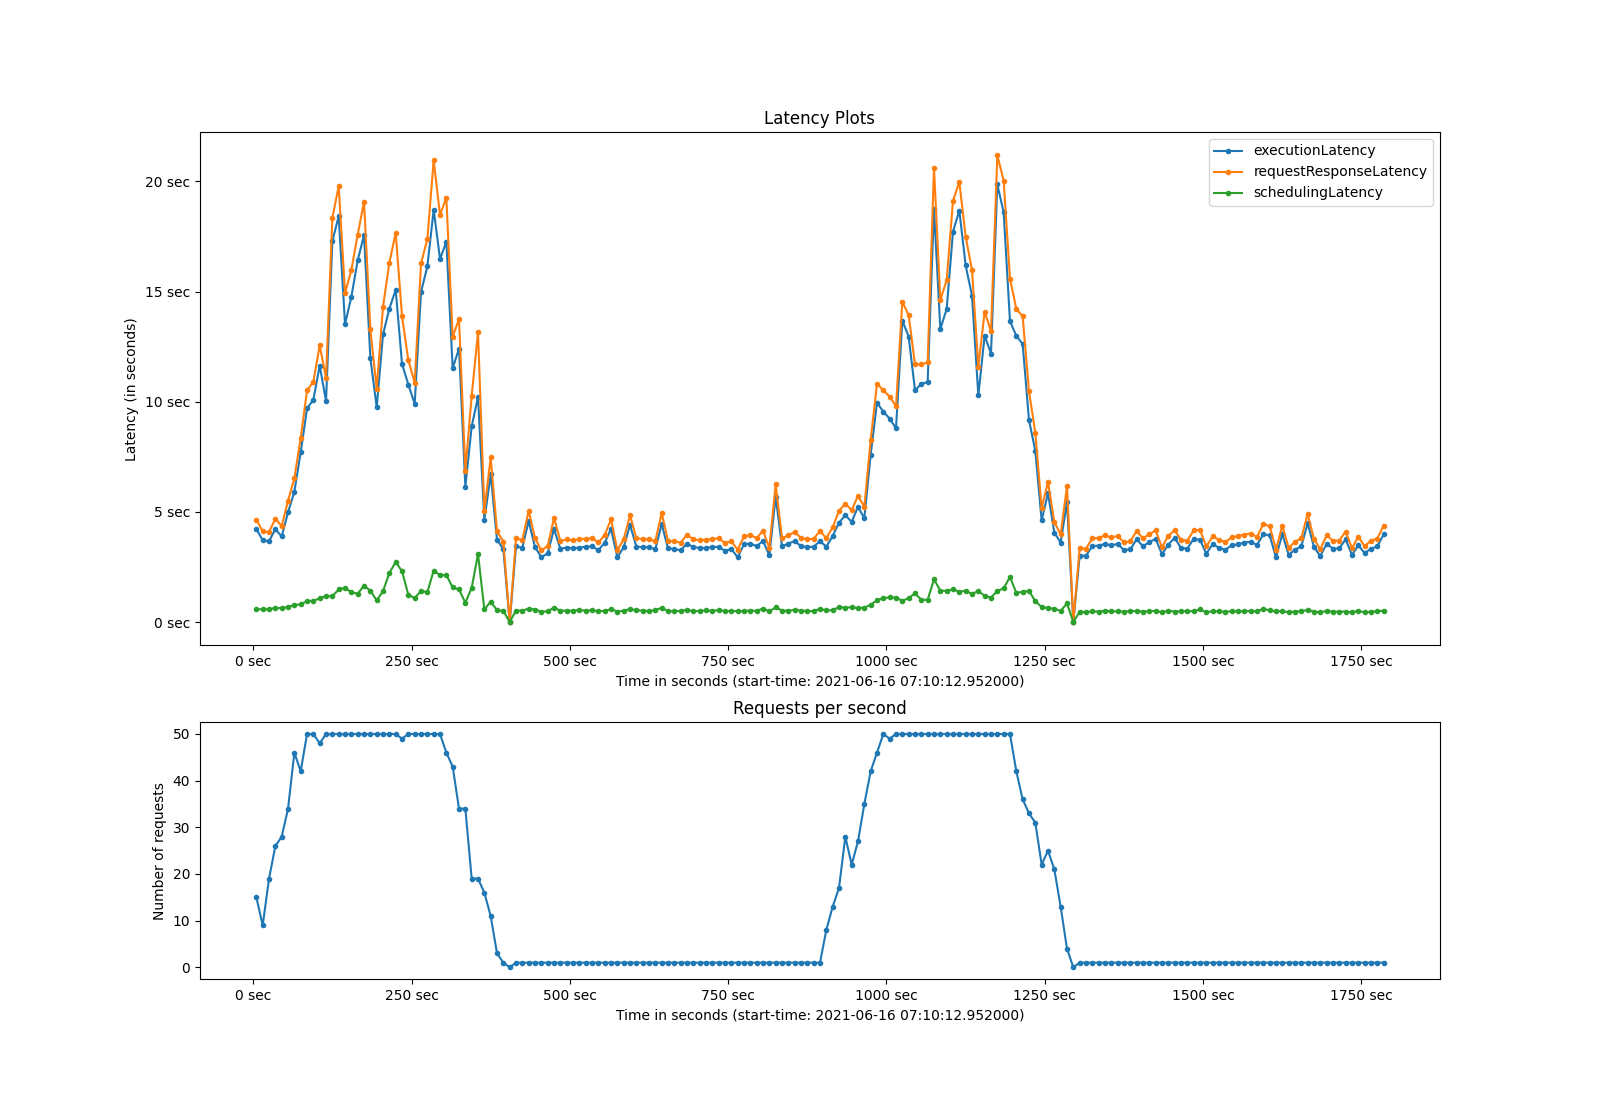 Latency Plots
executionLatency
requestResponseLatency
schedulingLatency
20 sec
15 sec
10 sec
5 sec
0 sec
Latency (in seconds)
0 sec 250 sec 500 sec 750 sec 1000 sec 1250 sec 1500 sec 1750 sec
Time in seconds (start-time: 2021-06-16 07:10:12.952000)
Requests per second
50
40
30
20
10
0
Number of requests
0 sec 250 sec 500 sec 750 sec 1000 sec 1250 sec 1500 sec 1750 sec
Time in seconds (start-time: 2021-06-16 07:10:12.952000)